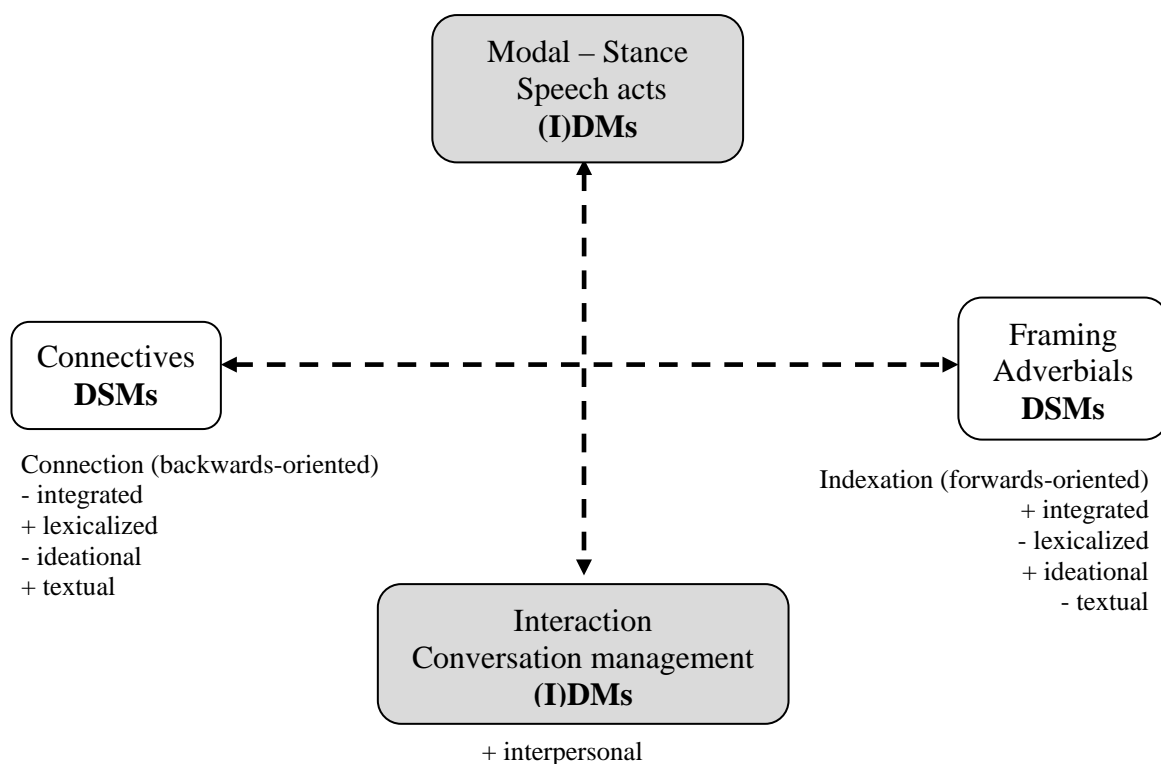 Modal – Stance
Speech acts
(I)DMs
Connectives
DSMs
Framing
Adverbials
DSMs
Connection (backwards-oriented)
- integrated
+ lexicalized
- ideational
+ textual
Indexation (forwards-oriented)
+ integrated
- lexicalized
+ ideational
- textual
Interaction
Conversation management
(I)DMs
+ interpersonal